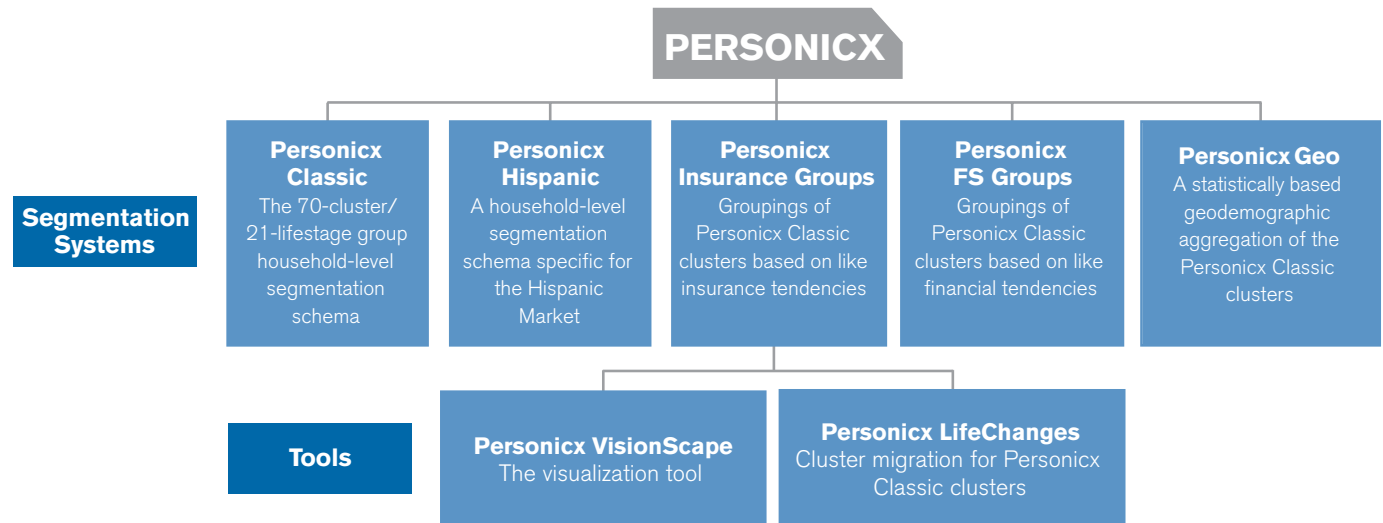 PERSONICX
Segmentation
Systems
Personicx
Classic
The 70-cluster/
21-lifestage group
household-level
segmentation
schema
Personicx
Hispanic
A household-level
segmentation
schema specific for
the Hispanic
Market
Personicx
Insurance Groups
Groupings of
Personicx Classic
clusters based on like
insurance tendencies
Personicx
FS Groups
Groupings of
Personicx Classic
clusters based on like
financial tendencies
Personicx Geo
A statistically based
geodemographic
aggregation of the
Personicx Classic
clusters
Tools
Personicx VisionScape
The visualization tool
Personicx LifeChanges
Cluster migration for Personicx
Classic clusters